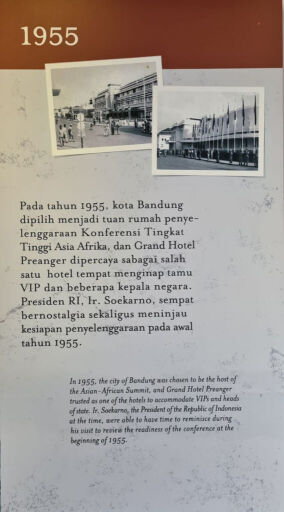 1955
Pada tahun 1955, kota Bandung
dipilih menjadi tuan rumah penye-
lenggaraan Konferensi Tingkat
Tinggi Asia Afrika, dan Grand Hotel
Preanger dipercaya sabagai salah
satu hotel tempat menginap tamu
VIP dan beberapa kepala negara.
Presiden RI, Ir. Soekarno, sempat
bernostalgia sekaligus meninjau
kesiapan penyelenggaraan pada awal
tahun 1955.
In 1955, the city of Bandung was chosen to be the host of
the Asian-African Summit, and Grand Hotel Preanger
trusted as one of the hotels to accommodate VIPs and heads
of state. Ir. Soekarno, the President of the Republic of Indonesia
at the time, were able to have time to reminisce during
his visit to review the readiness of the conference at the
beginning of 1955.